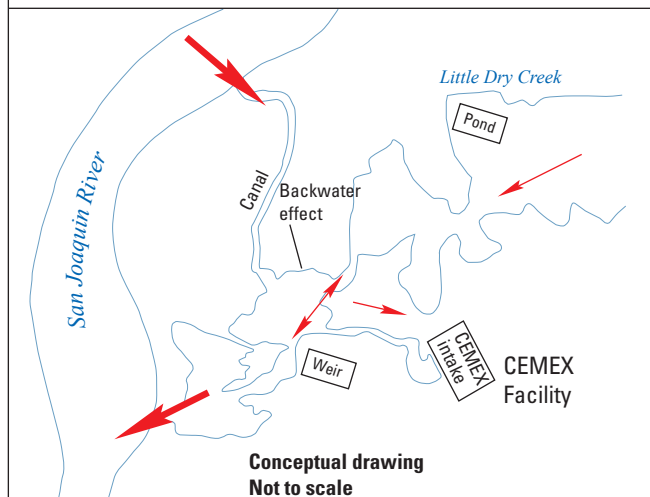 Little Dry Creek
Pond
San Joaquin River
Canal
Backwater
effect
Weir
CEMEX
intake
CEMEX
Facility
Conceptual drawing
Not to scale